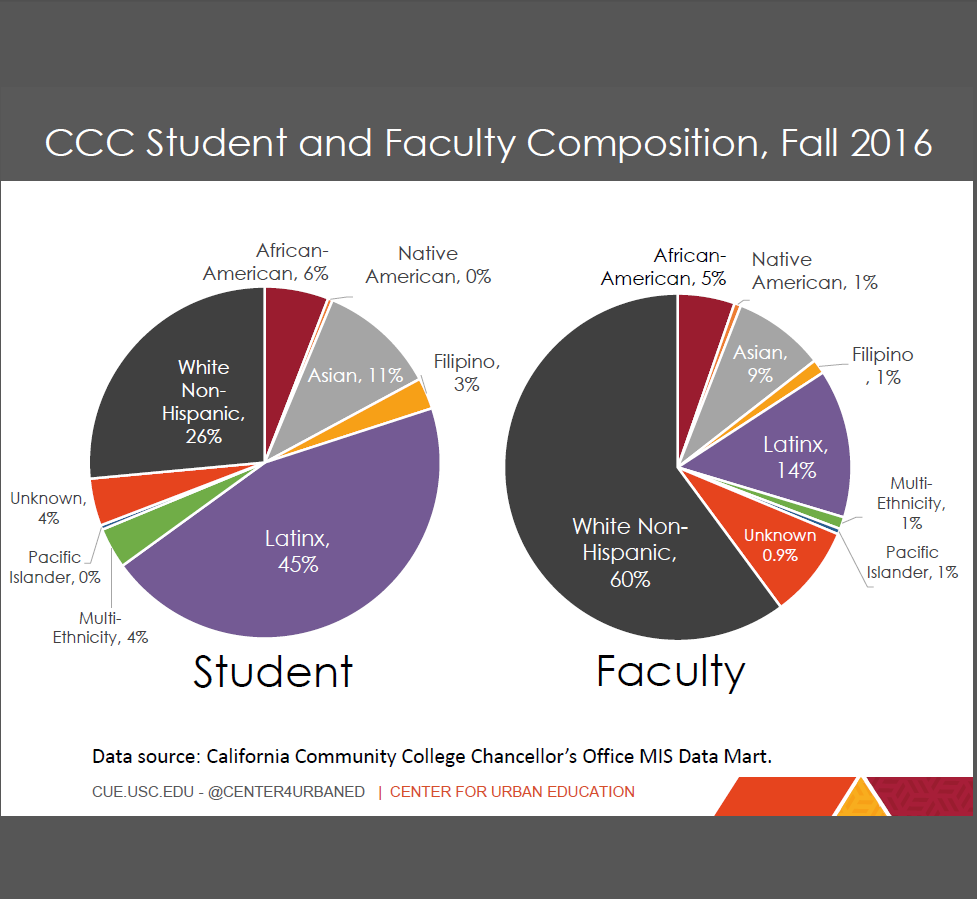 CCC Student and Faculty Composition, Fall 2016
African-
American, 6%
Native
American, 0%
Asian, 11%
Filipino,
3%
Latinx,
45%
Multi-
Ethnicity, 4%
Pacific
Islander, 0%
Unknown,
4%
White
Non-
Hispanic,
26%
Student
African-
American, 5%
Native
American, 1%
Asian,
9%
Filipino
, 1%
Latinx,
14%
Multi-
Ethnicity,
1%
Pacific
Islander, 1%
Unknown
0.9%
White Non-
Hispanic,
60%
Faculty
Data source: California Community College Chancellor’s Office MIS Data Mart.
CUE.USC.EDU - @CENTER4URBANED | CENTER FOR URBAN EDUCATION